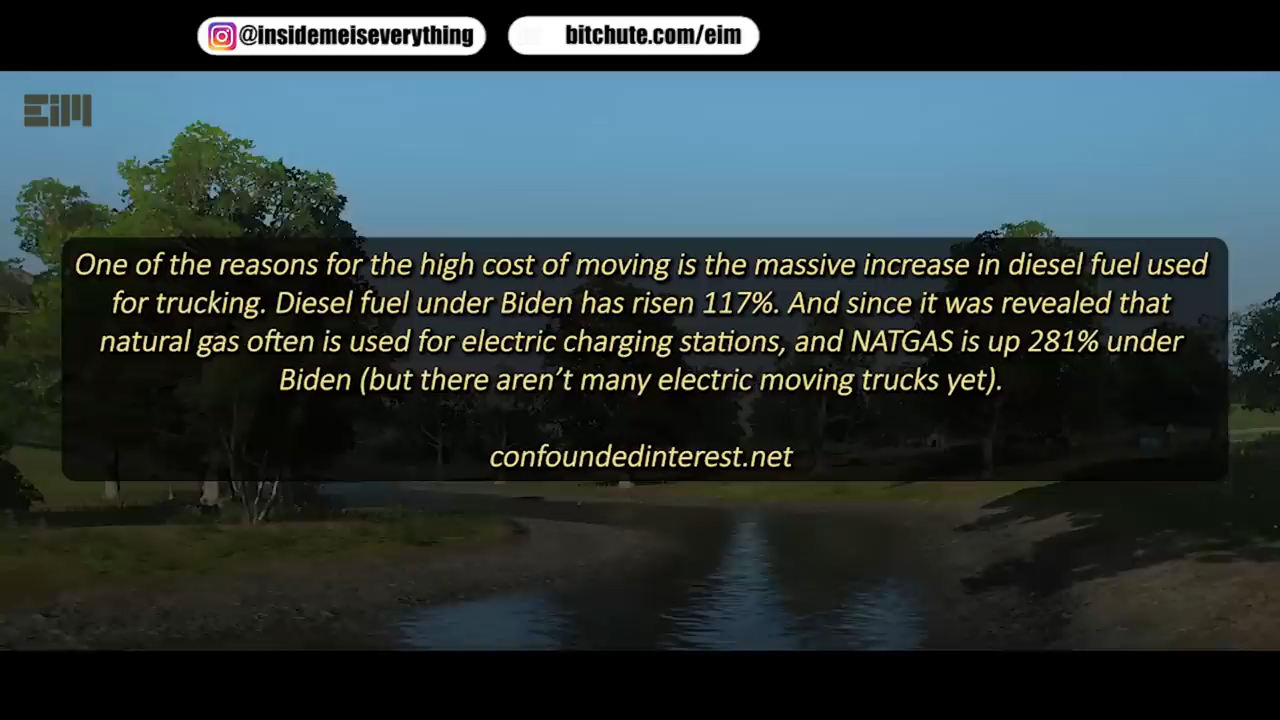 @insidemeiseverything
bitchute.com/eim
EiM
One of the reasons for the high cost of moving is the massive increase in diesel fuel used
for trucking. Diesel fuel under Biden has risen 117%. And since it was revealed that
natural gas often is used for electric charging stations, and NATGAS is up 281% under
Biden (but there aren’t many electric moving trucks yet).
confoundedinterest.net